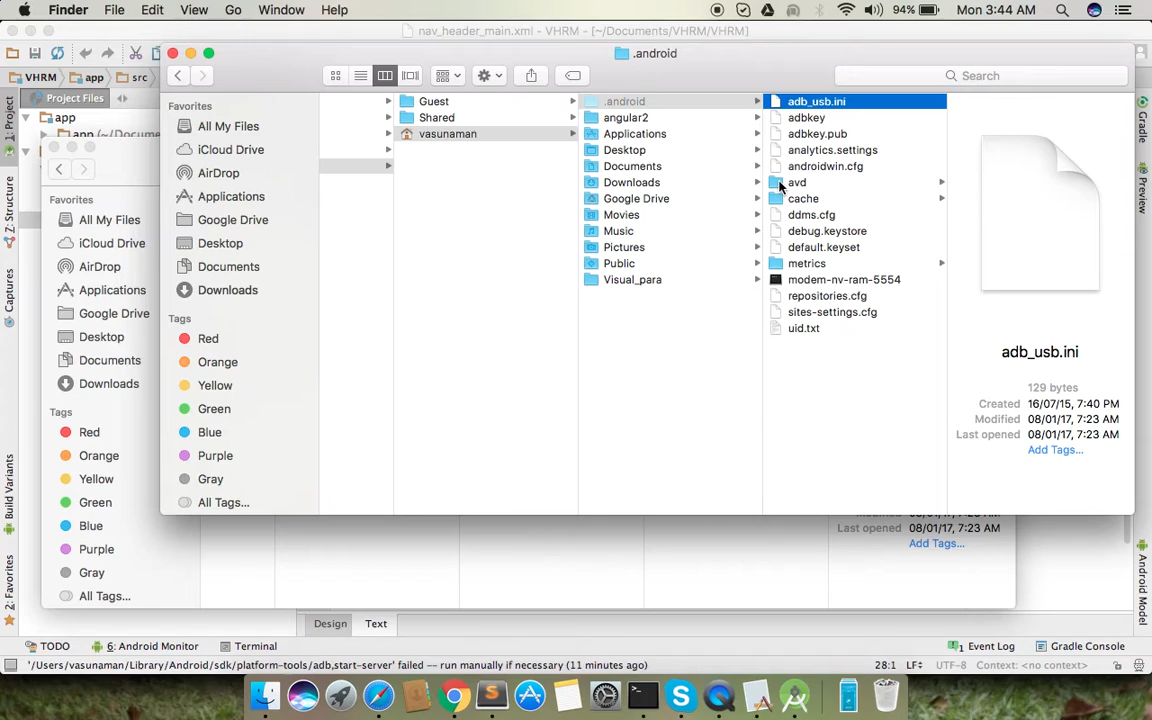 Finder File Edit View Go Window Help 94% Mon 3:44 AM
nav_header_main.xml - VHRM - [~/Documents/VHRM/VHRM]
VHRM app src
Project Files
app
1: Project
Z: Structure
Captures
Build Variants
2: Favorites
Favorites
All My Files
iCloud Drive
AirDrop
Applications
Google Drive
Desktop
Documents
Downloads
Tags
Red
Orange
Yellow
Green
Blue
Purple
Gray
All Tags...
.android
Search
Favorites
All My Files
iCloud Drive
AirDrop
Applications
Google Drive
Desktop
Documents
Downloads
Tags
Red
Orange
Yellow
Green
Blue
Purple
Gray
All Tags...
Guest
Shared
vasunaman
.android
angular2
Applications
Desktop
Documents
Downloads
Google Drive
Movies
Music
Pictures
Public
Visual_para
adb_usb.ini
adbkey
adbkey.pub
analytics.settings
androidwin.cfg
avd
cache
ddms.cfg
debug.keystore
default.keyset
metrics
modem-nv-ram-5554
repositories.cfg
sites-settings.cfg
uid.txt
adb_usb.ini
129 bytes
Created 16/07/15, 7:40 PM
Modified 08/01/17, 7:23 AM
Last opened 08/01/17, 7:23 AM
Add Tags...
Last opened 08/01/17, 7:23 AM
Add Tags...
Gradle
Preview
Android Model
Design Text
TODO 6: Android Monitor Terminal 1 Event Log Gradle Console
'/Users/vasunaman/Library/Android/sdk/platform-tools/adb,start-server' failed -- run manually if necessary (11 minutes ago) 28:1 LF÷ UTF-8 Context: <no context>